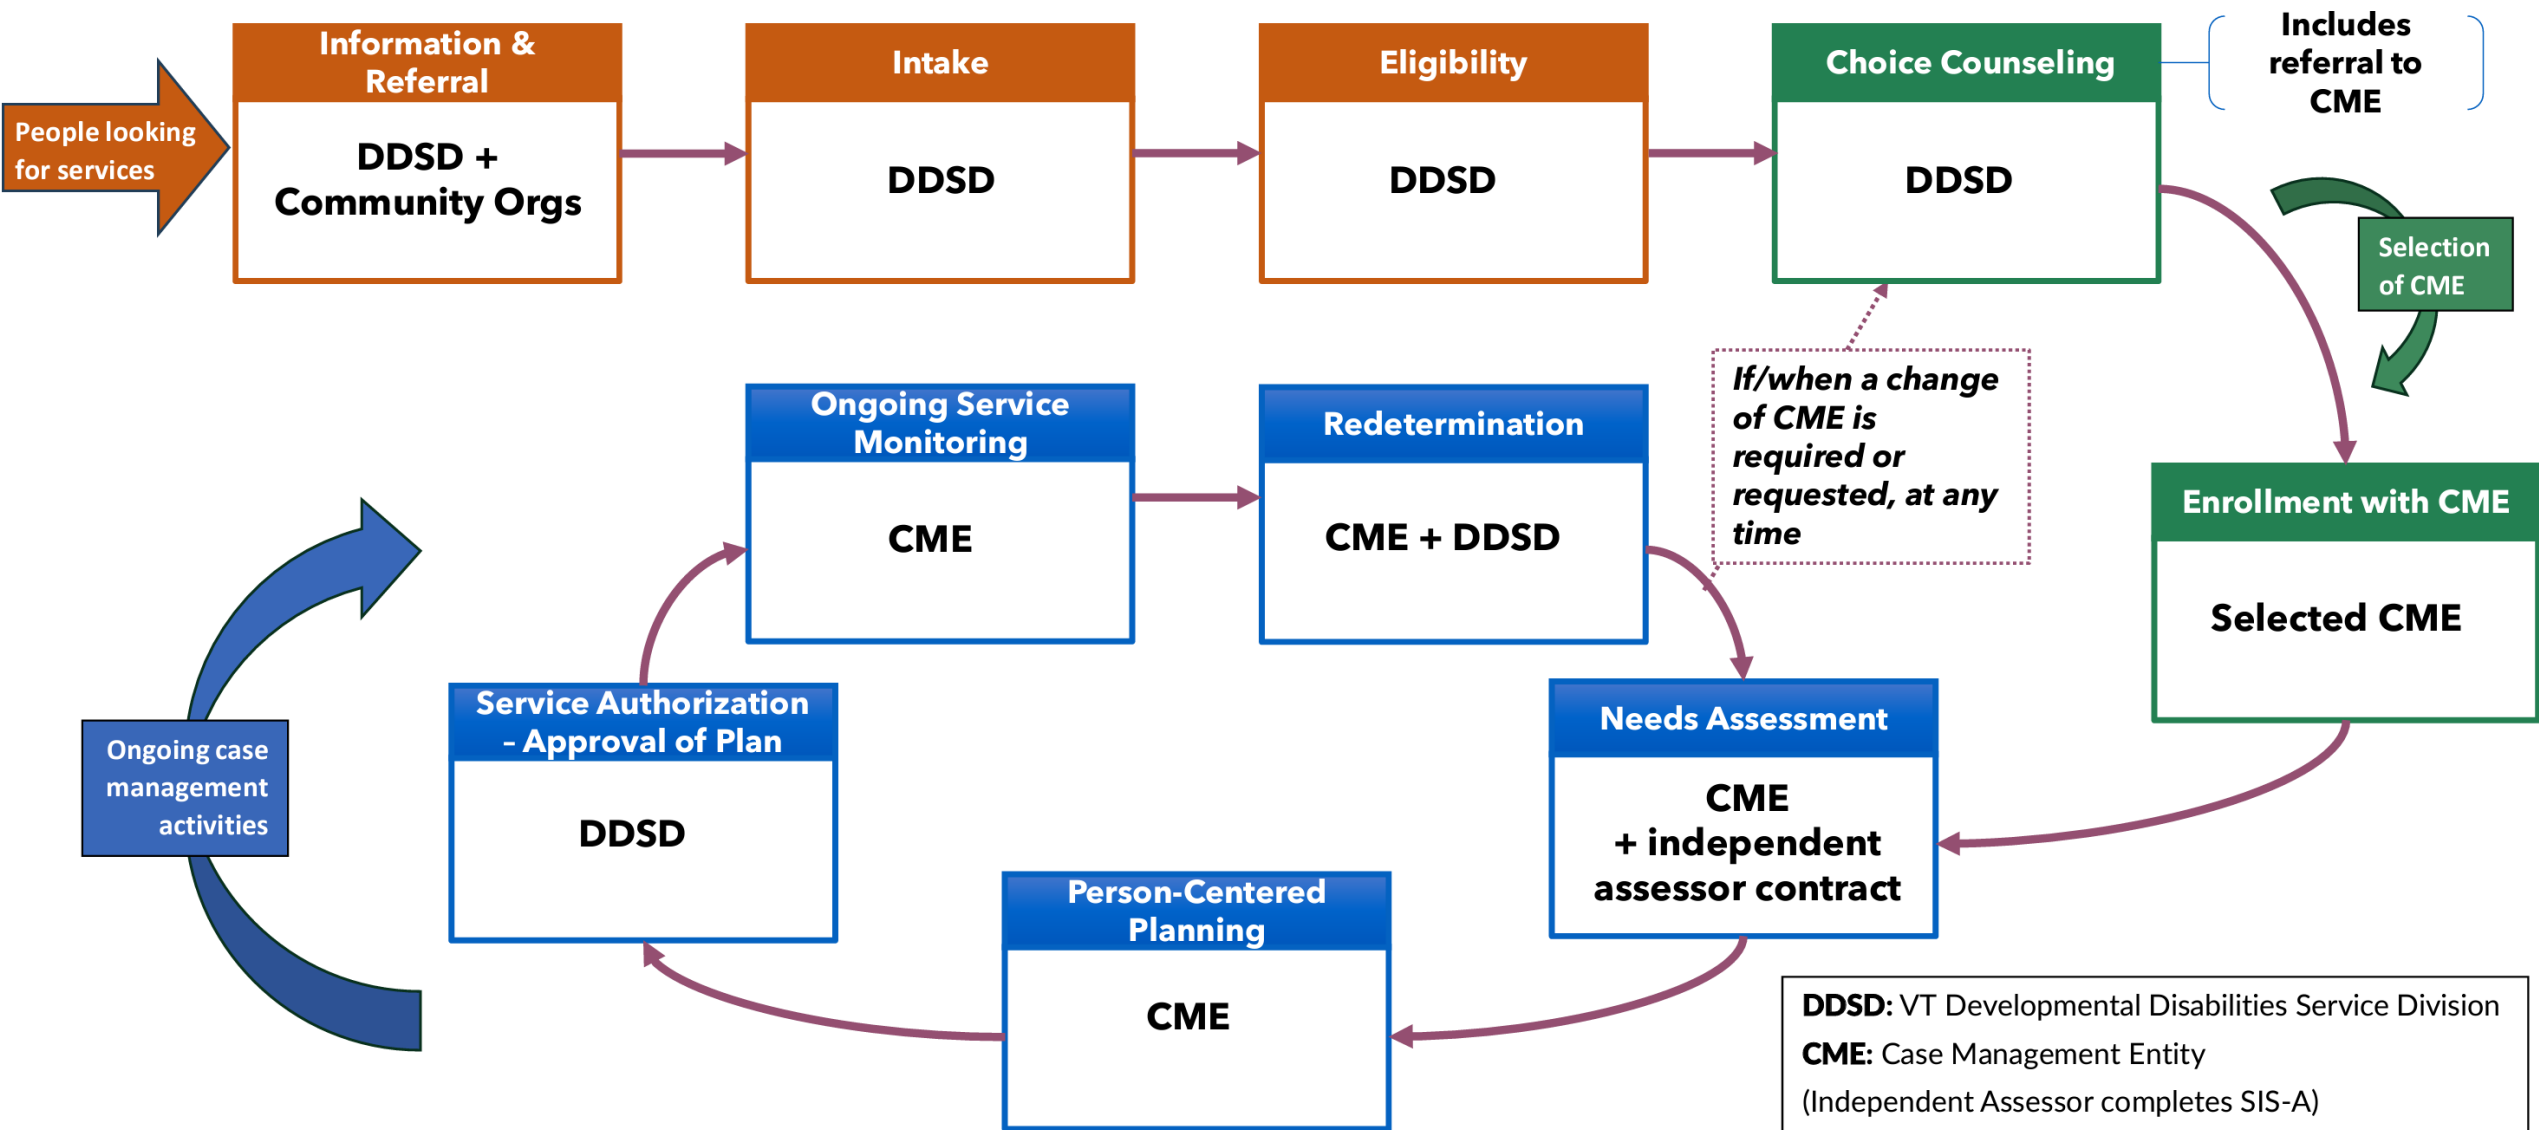 People looking
for services
Information &
Referral
DDSD +
Community Orgs
Intake
DDSD
Eligibility
DDSD
Choice Counseling
DDSD
Includes
referral to
CME
Selection
of CME
If/when a change
of CME is
required or
requested, at any
time
Enrollment with CME
Selected CME
Ongoing Service
Monitoring
CME
Redetermination
CME + DDSD
Needs Assessment
CME
+ independent
assessor contract
Person-Centered
Planning
CME
Service Authorization
– Approval of Plan
DDSD
Ongoing case
management
activities
DDSD: VT Developmental Disabilities Service Division
CME: Case Management Entity
(Independent Assessor completes SIS-A)